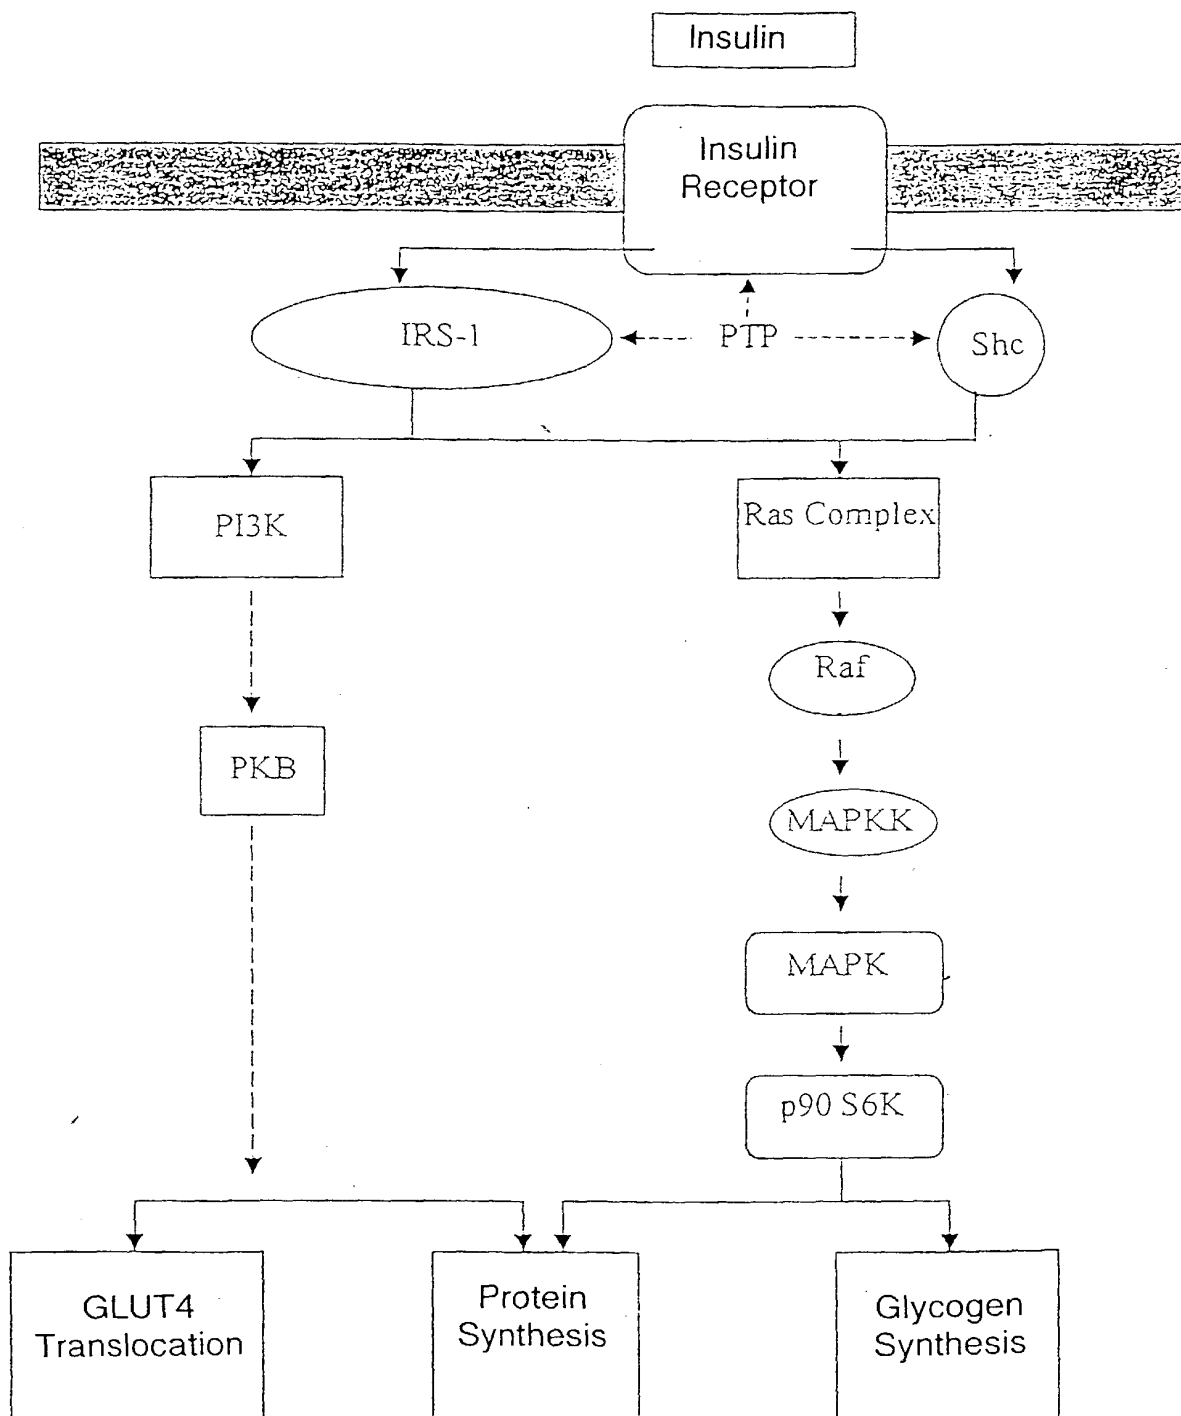 Insulin
Insulin
Receptor
IRS-1
PTP
Shc
PI3K
Ras Complex
Raf
PKB
MAPKK
MAPK
p90 S6K
GLUT4
Translocation
Protein
Synthesis
Glycogen
Synthesis